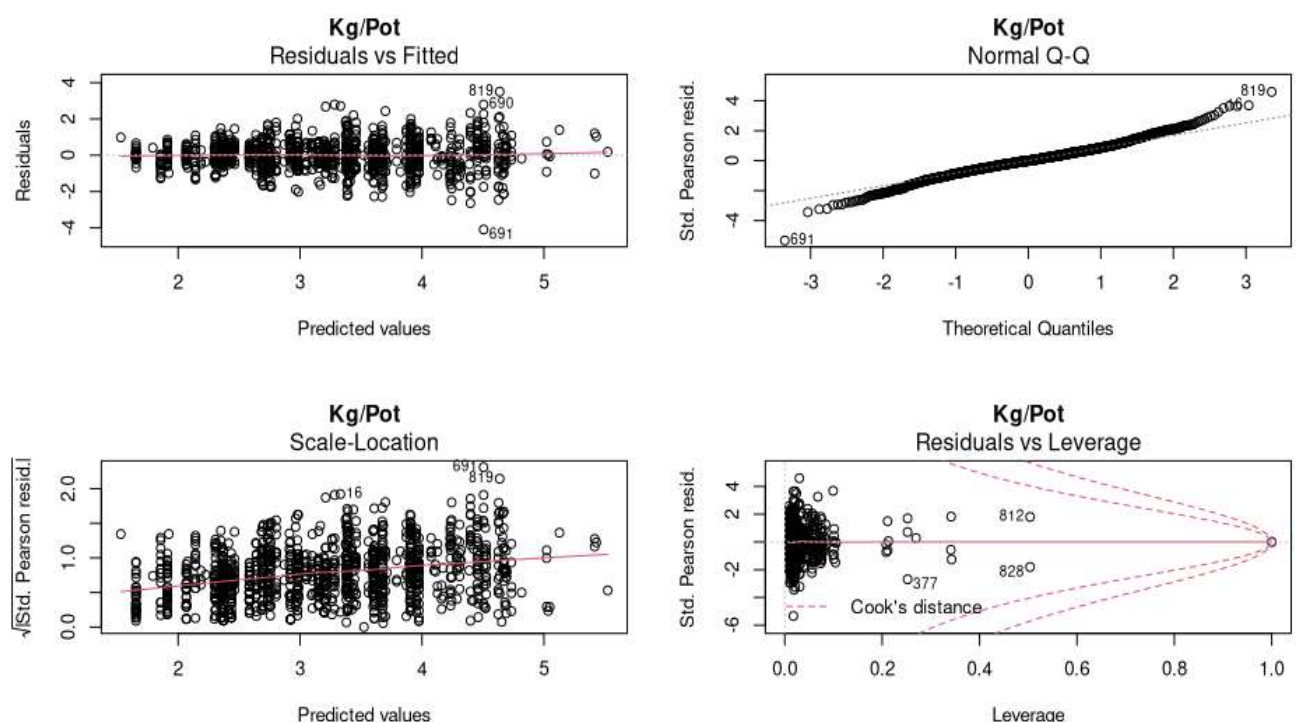 Kg/Pot
Residuals vs Fitted
Residuals
4
2
0
-2
-4
819
690
691
2 3 4 5
Predicted values
Kg/Pot
Normal Q-Q
Std. Pearson resid.
4
2
0
-4
819
691
-3 -2 -1 0 1 2 3
Theoretical Quantiles
Kg/Pot
Scale-Location
√|Std. Pearson resid.|
2.0
1.0
0.0
691
819
16
2 3 4 5
Predicted values
Kg/Pot
Residuals vs Leverage
Std. Pearson resid.
4
2
-2
-6
812
828
377
Cook's distance
0.0 0.2 0.4 0.6 0.8 1.0
Leverage